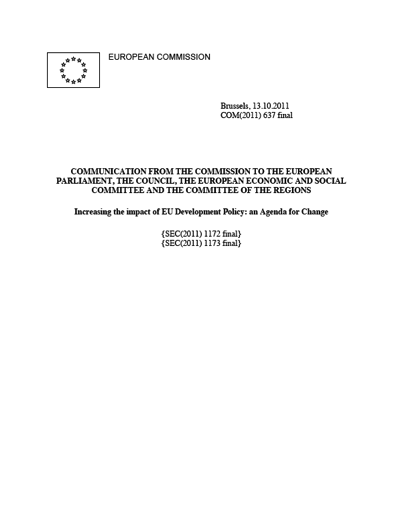 EUROPEAN COMMISSION
Brussels, 13.10.2011
COM(2011) 637 final
COMMUNICATION FROM THE COMMISSION TO THE EUROPEAN
PARLIAMENT, THE COUNCIL, THE EUROPEAN ECONOMIC AND SOCIAL
COMMITTEE AND THE COMMITTEE OF THE REGIONS
Increasing the impact of EU Development Policy: an Agenda for Change
{SEC(2011) 1172 final}
{SEC(2011) 1173 final}